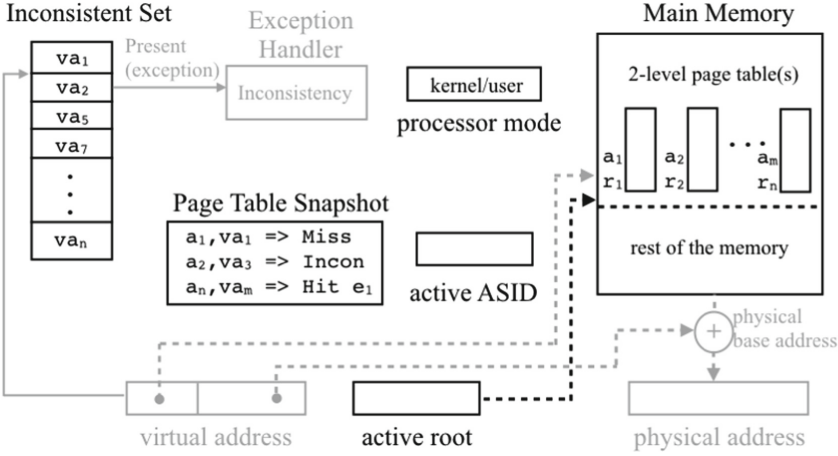 Inconsistent Set
va1
va2
va5
va7
van
Present
(exception)
Exception
Handler
Inconsistency
kernel/user
processor mode
Main Memory
2-level page table(s)
a1
r1
a2
r2
am
rn
rest of the memory
Page Table Snapshot
a1,va1 => Miss
a2,va3 => Incon
an,vam => Hit e1
active ASID
+
physical
base address
virtual address
active root
physical address